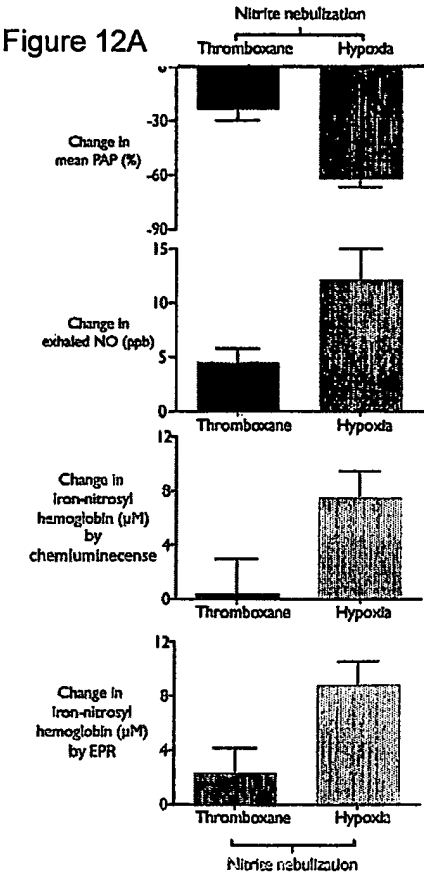 Nitrite nebulization
Figure 12A
Thromboxane Hypoxia
0
-30
Change in
mean PAP (%)
-60
-90
15
10
Change in
exhaled NO (ppb)
5
0
Thromboxane Hypoxia
12
Change in
iron-nitrosyl
hemoglobin (μM)
by
chemiluminecense
8
4
0
Thromboxane Hypoxia
12
Change in
iron-nitrosyl
hemoglobin (μM)
by EPR
8
4
0
Thromboxane Hypoxia
Nitrite nebulization